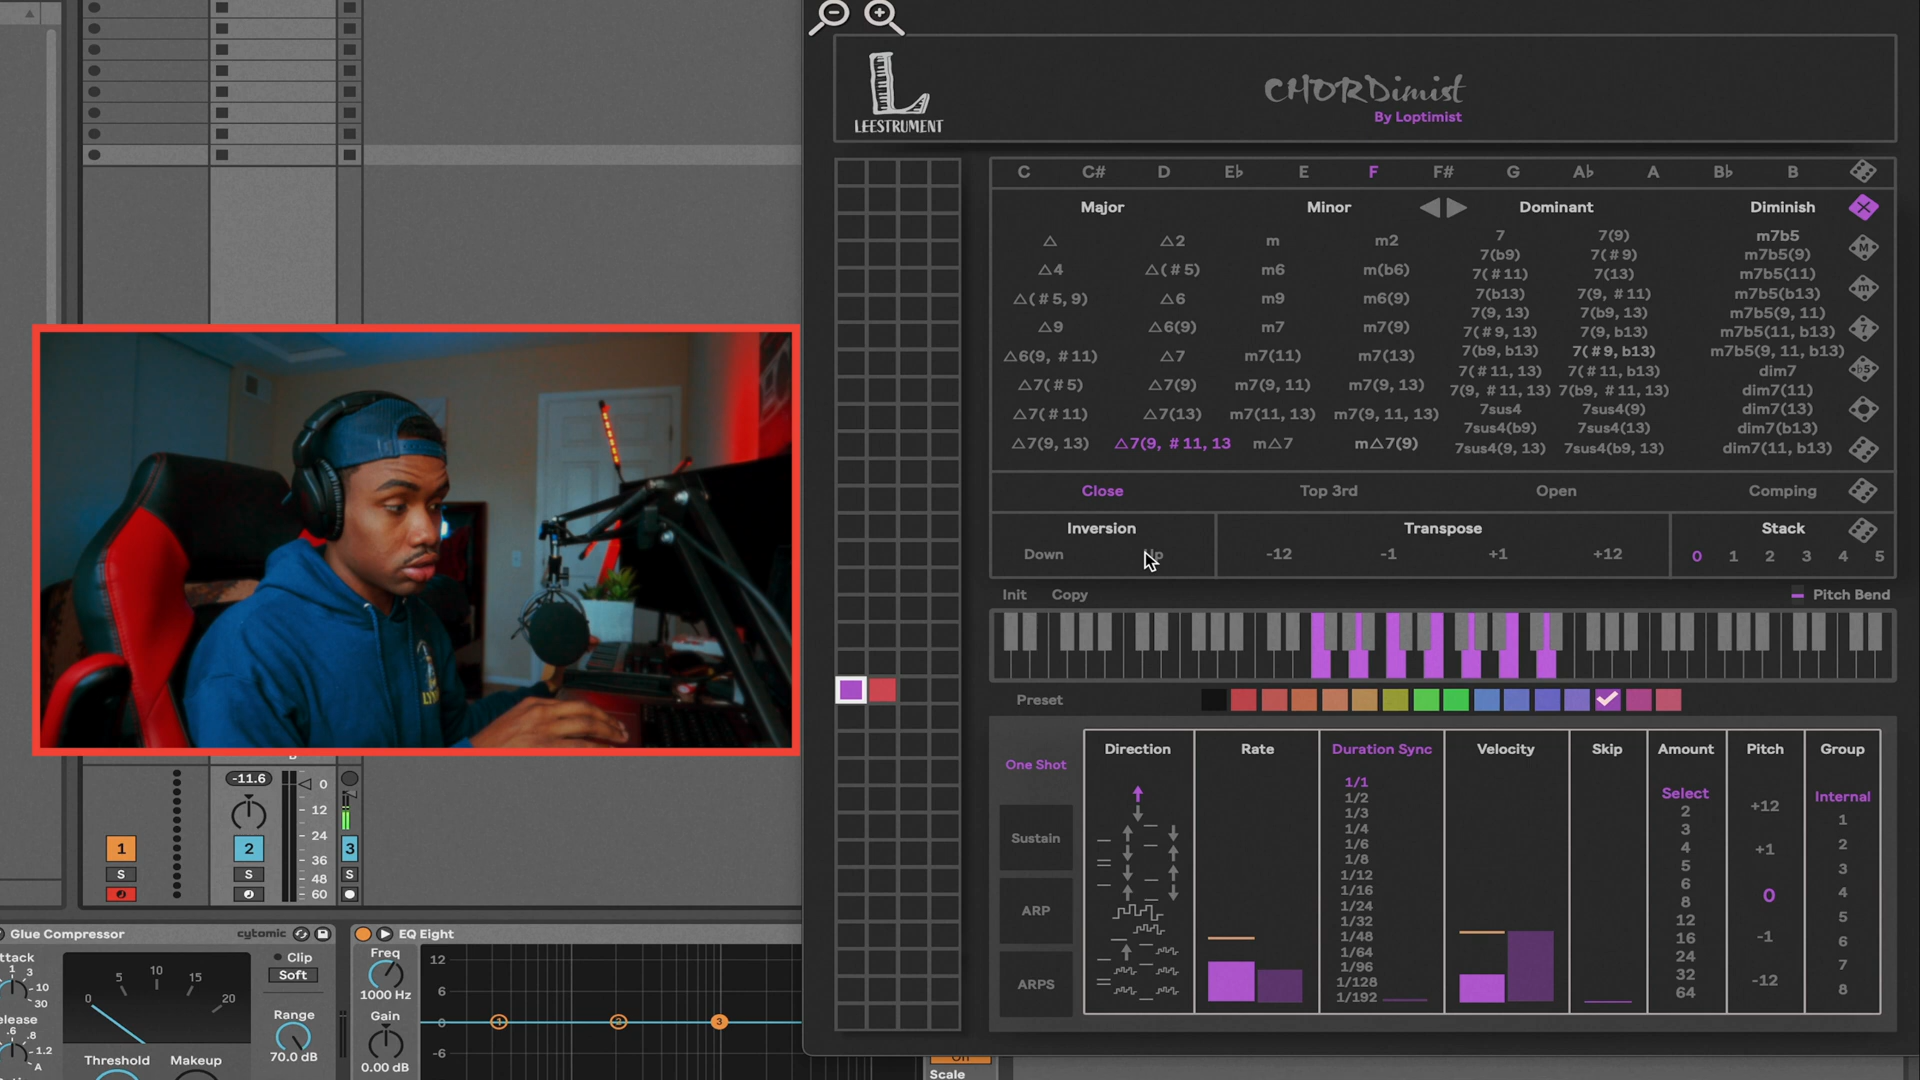 LEESTRUMENT
CHORDimist
By Loptimist
C C# D E♭ E F F# G A♭ A B♭ B
Major Minor Dominant Diminish
△ △2 m m2 7 7(9) m7b5
7(b9) 7(#9) m7b5(9)
△4 △(#5) m6 m(b6) 7(#11) 7(13) m7b5(11)
△(#5, 9) △6 m9 m6(9) 7(b13) 7(9, #11) m7b5(b13)
7(9, 13) 7(b9, 13) m7b5(9, 11)
△9 △6(9) m7 m7(9) 7(#9, 13) 7(9, b13) m7b5(11, b13)
△6(9, #11) △7 m7(11) m7(13) 7(b9, b13) 7(#9, b13) m7b5(9, 11, b13)
7(#11, 13) 7(#11, b13) dim7
△7(#5) △7(9) m7(9, 11) m7(9, 13) 7(9, #11, 13) 7(b9, #11, 13) dim7(11)
△7(#11) △7(13) m7(11, 13) m7(9, 11, 13) 7sus4 7sus4(9) dim7(13)
7sus4(b9) 7sus4(13) dim7(b13)
△7(9, 13) △7(9, #11, 13 m△7 m△7(9) 7sus4(9, 13) 7sus4(b9, 13) dim7(11, b13)
M
m
7
b5
Close Top 3rd Open Comping
Inversion Transpose Stack
Down -12 -1 +1 +12 0 1 2 3 4 5
Init Copy Pitch Bend
Preset
One Shot
Sustain
ARP
ARPS
Direction Rate Duration Sync Velocity Skip Amount Pitch Group
1/1
1/2
1/3
1/4
1/6
1/8
1/12
1/16
1/24
1/32
1/48
1/64
1/96
1/128
1/192
Select
2
3
4
5
6
8
12
16
24
32
64
+12
+1
0
-1
-12
Internal
1
2
3
4
5
6
7
8
-11.6
0
12
24
36
48
60
1 2 3
S S S
Glue Compressor cytomic
ttack
1 3
10
30
elease
.6 .8
1.2
A
0 5 10 15 20
Threshold Makeup
Clip
Soft
Range
70.0 dB
EQ Eight
Freq
1000 Hz
Gain
0.00 dB
12
6
0
-6
1 2 3
Scale